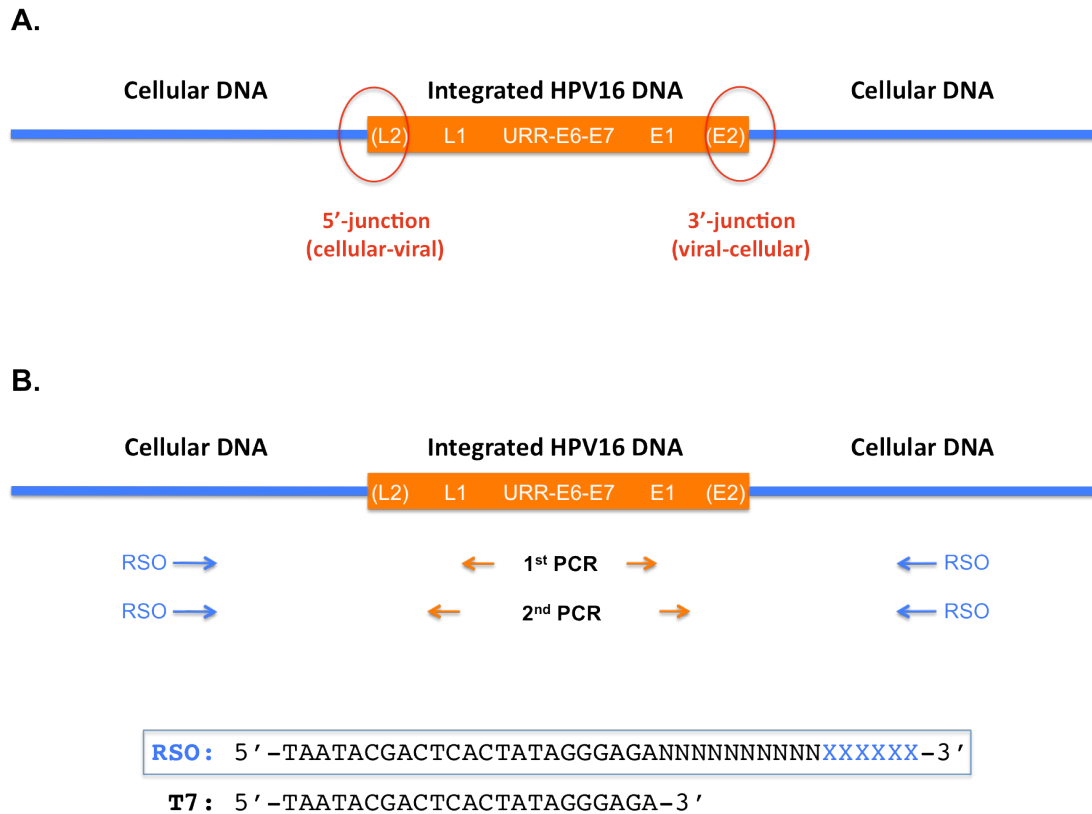 A.
Cellular DNA Integrated HPV16 DNA Cellular DNA
(L2) L1 URR-E6-E7 E1 (E2)
5’-junction 3’-junction
(cellular-viral) (viral-cellular)
B.
Cellular DNA Integrated HPV16 DNA Cellular DNA
(L2) L1 URR-E6-E7 E1 (E2)
RSO 1st PCR RSO
RSO 2nd PCR RSO
RSO: 5’-TAATACGACTCACTATAGGGAGANNNNNNNNNNXXXXXX-3’
T7: 5’-TAATACGACTCACTATAGGGAGA-3’